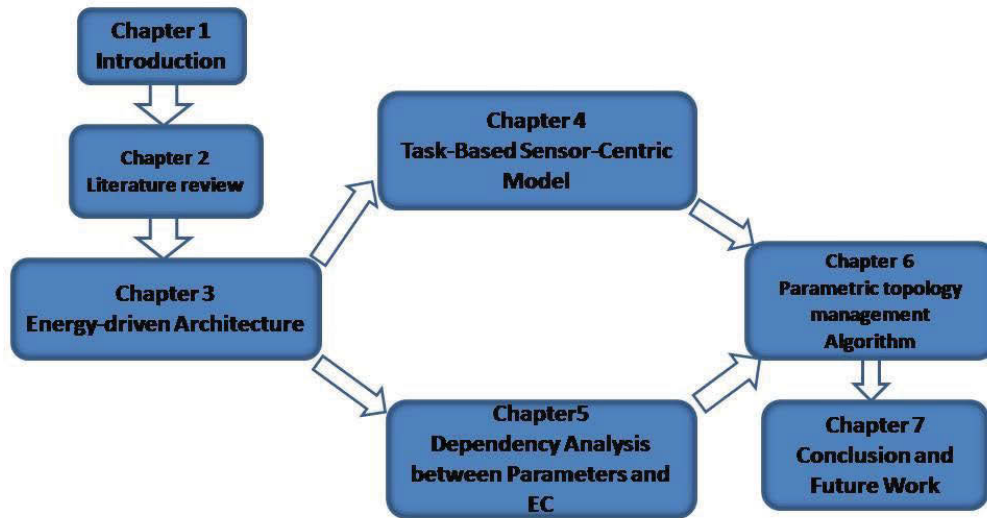 Chapter 1
Introduction
Chapter 2
Literature review
Chapter 3
Energy-driven Architecture
Chapter 4
Task-Based Sensor-Centric
Model
Chapter5
Dependency Analysis
between Parameters and
EC
Chapter 6
Parametric topology
management
Algorithm
Chapter 7
Conclusion and
Future Work